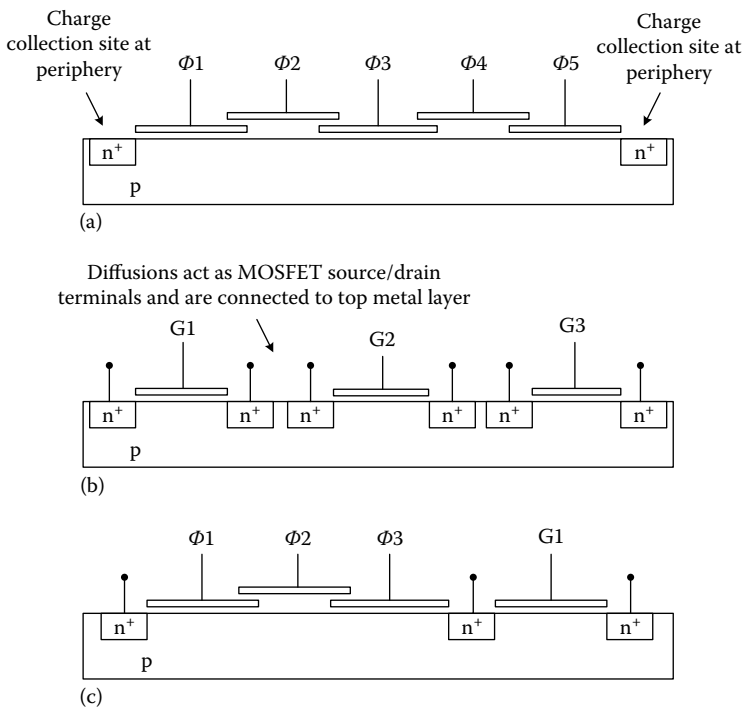 Charge
collection site at
periphery
Charge
collection site at
periphery
Φ1
Φ2
Φ3
Φ4
Φ5
n⁺
n⁺
p
(a)
Diffusions act as MOSFET source/drain
terminals and are connected to top metal layer
G1
G2
G3
n⁺
n⁺
n⁺
n⁺
n⁺
n⁺
p
(b)
Φ1
Φ2
Φ3
G1
n⁺
n⁺
n⁺
p
(c)